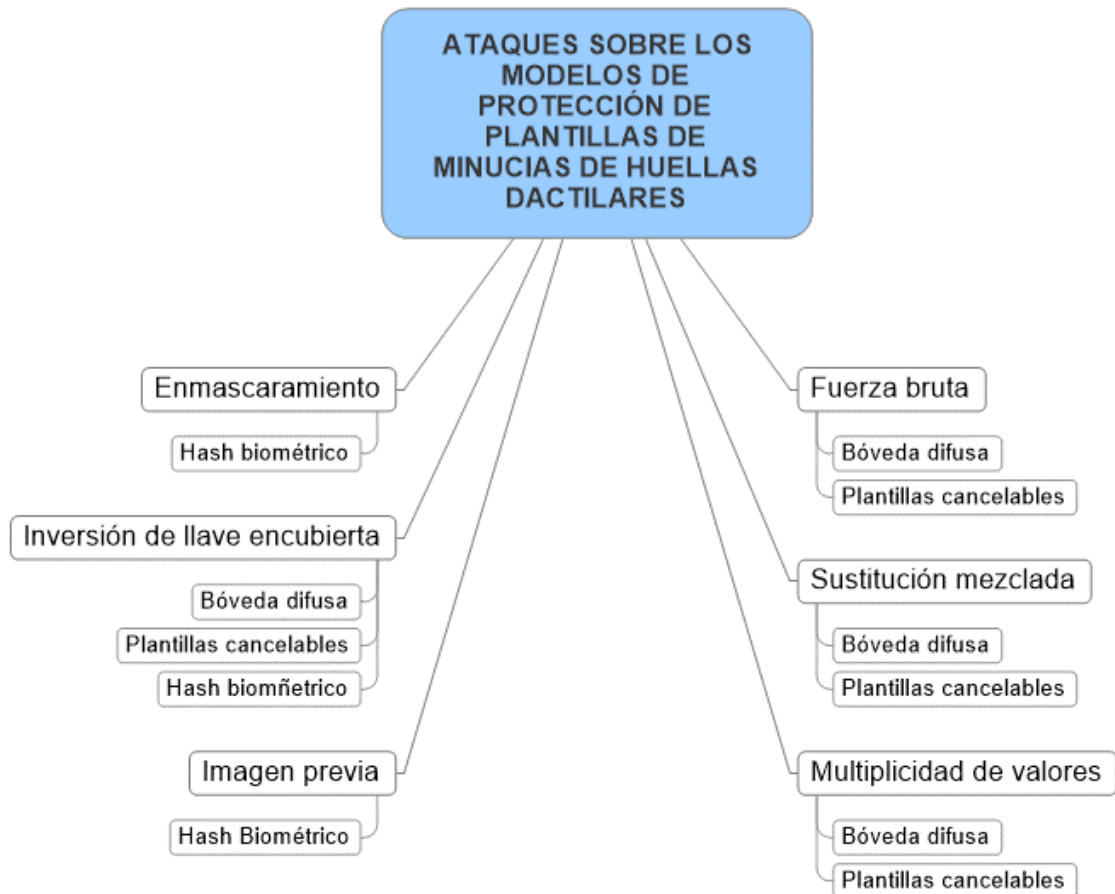 ATAQUES SOBRE LOS
MODELOS DE
PROTECCIÓN DE
PLANTILLAS DE
MINUCIAS DE HUELLAS
DACTILARES
Enmascaramiento
Hash biométrico
Inversión de llave encubierta
Bóveda difusa
Plantillas cancelables
Hash biomñetrico
Imagen previa
Hash Biométrico
Fuerza bruta
Bóveda difusa
Plantillas cancelables
Sustitución mezclada
Bóveda difusa
Plantillas cancelables
Multiplicidad de valores
Bóveda difusa
Plantillas cancelables